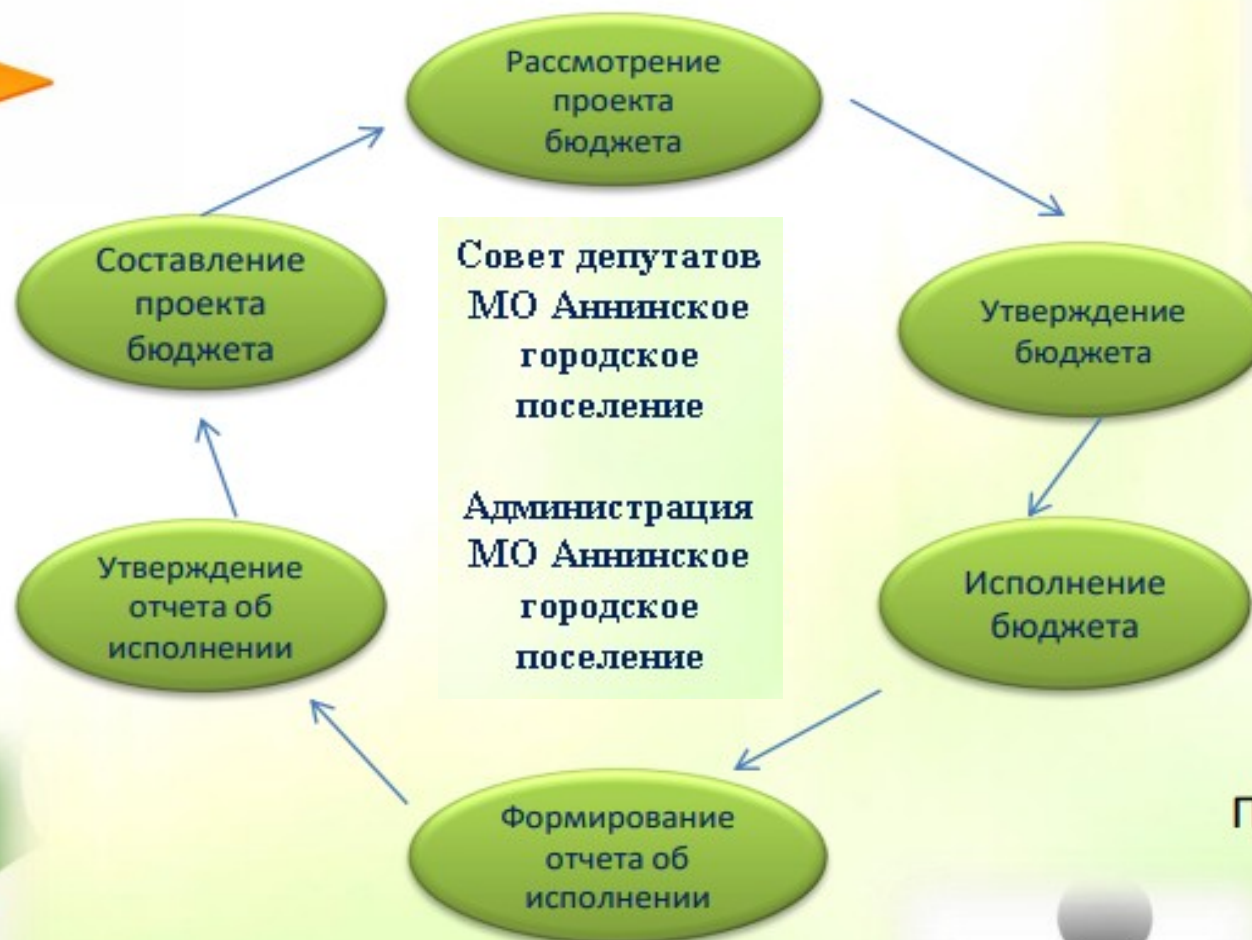 Рассмотрение
проекта
бюджета
Составление
проекта
бюджета
Совет депутатов
МО Аннинское
городское
поселение
Утверждение
бюджета
Администрация
МО Аннинское
городское
поселение
Утверждение
отчета об
исполнении
Исполнение
бюджета
Формирование
отчета об
исполнении
П